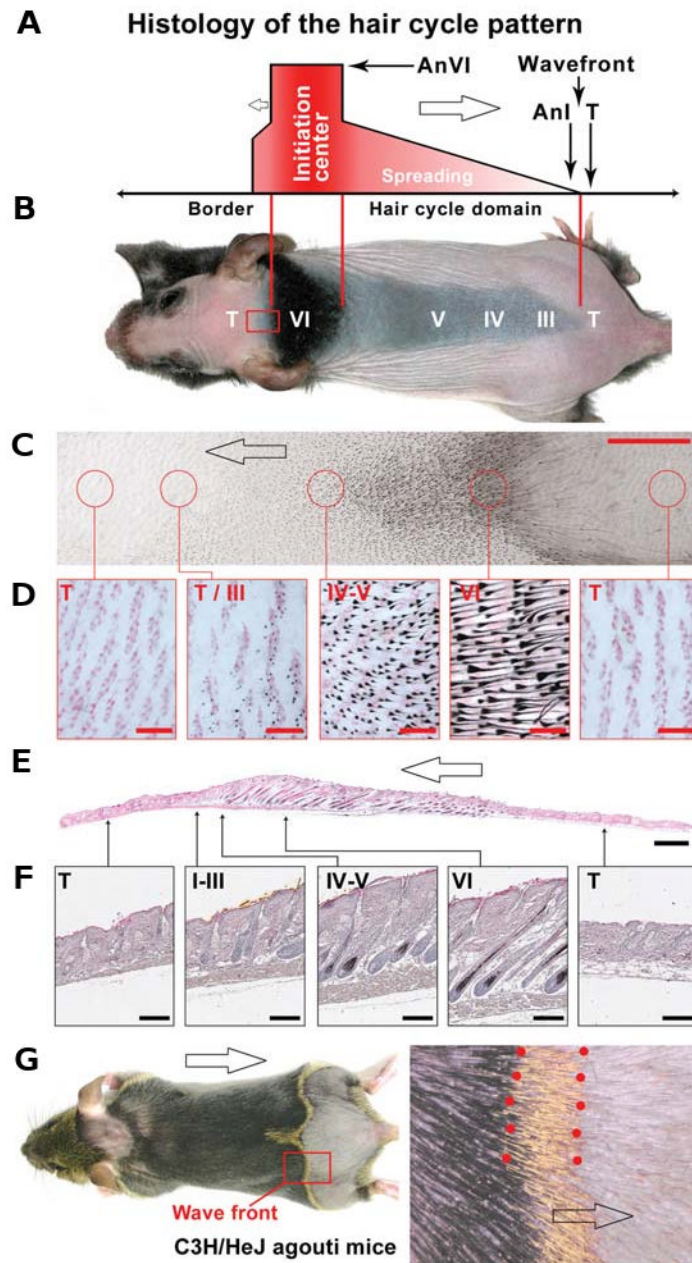 A Histology of the hair cycle pattern
AnVI
Wavefront
AnI T
Initiation center
Spreading
Border
Hair cycle domain
B
T VI V IV III T
C
D
T T / III IV-V VI T
E
F
T I-III IV-V VI T
G
Wave front
C3H/HeJ agouti mice